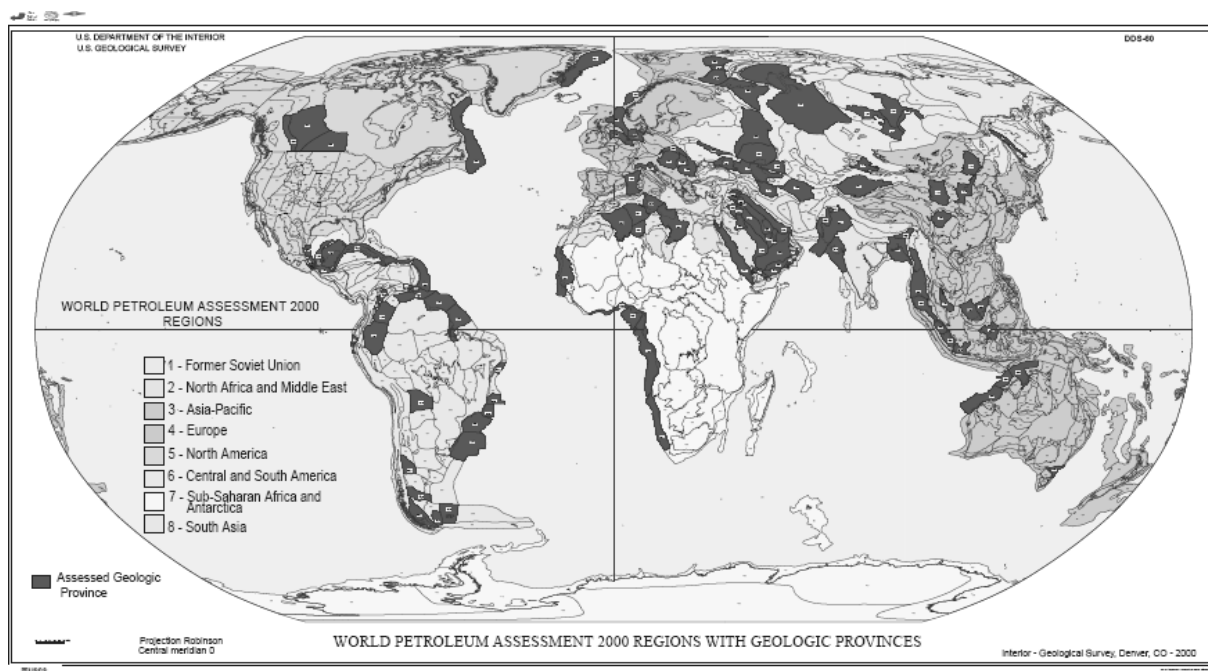 U.S. DEPARTMENT OF THE INTERIOR
U.S. GEOLOGICAL SURVEY
DDS-60
WORLD PETROLEUM ASSESSMENT 2000
REGIONS
1 - Former Soviet Union
2 - North Africa and Middle East
3 - Asia-Pacific
4 - Europe
5 - North America
6 - Central and South America
7 - Sub-Saharan Africa and
Antarctica
8 - South Asia
Assessed Geologic
Province
Projection Robinson
Central meridian 0
WORLD PETROLEUM ASSESSMENT 2000 REGIONS WITH GEOLOGIC PROVINCES
Interior - Geological Survey, Denver, CO - 2000